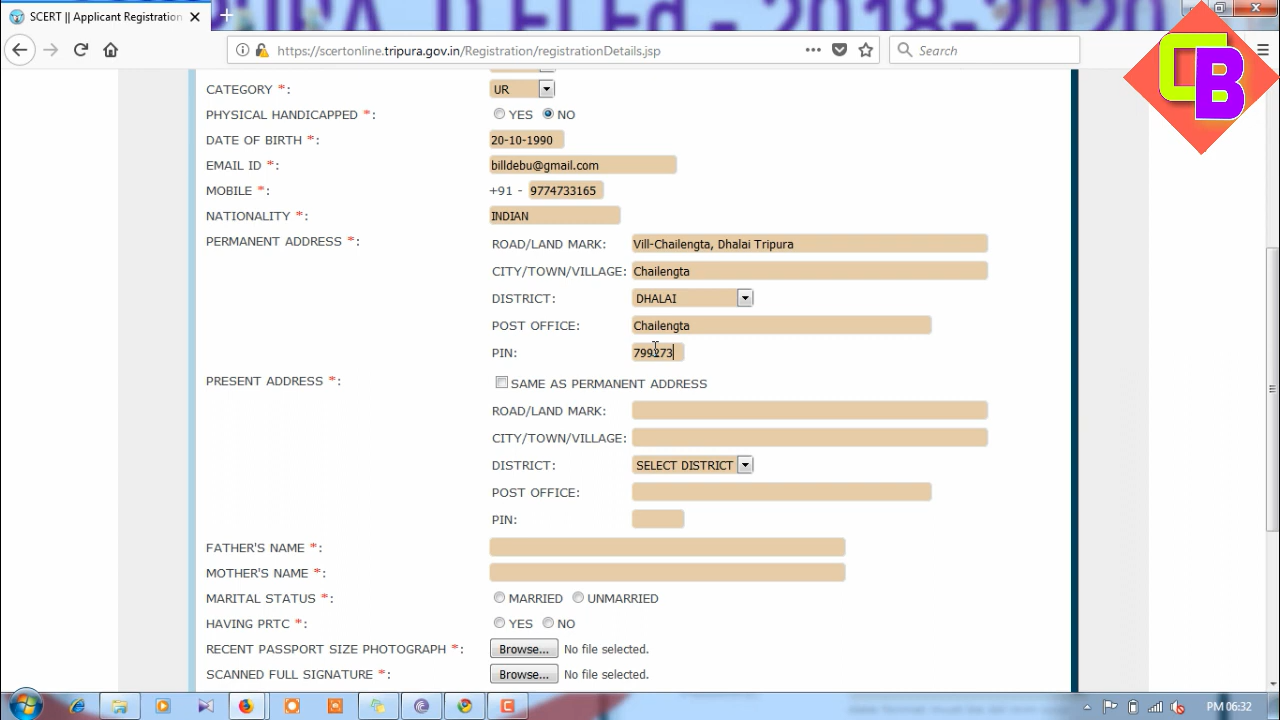 SCERT || Applicant Registration
https://scertonline.tripura.gov.in/Registration/registrationDetails.jsp
Search
CB
CATEGORY *: UR
PHYSICAL HANDICAPPED *: YES NO
DATE OF BIRTH *: 20-10-1990
EMAIL ID *: billdebu@gmail.com
MOBILE *: +91 - 9774733165
NATIONALITY *: INDIAN
PERMANENT ADDRESS *: ROAD/LAND MARK: Vill-Chailengta, Dhalai Tripura
CITY/TOWN/VILLAGE: Chailengta
DISTRICT: DHALAI
POST OFFICE: Chailengta
PIN: 799273
PRESENT ADDRESS *: SAME AS PERMANENT ADDRESS
ROAD/LAND MARK:
CITY/TOWN/VILLAGE:
DISTRICT: SELECT DISTRICT
POST OFFICE:
PIN:
FATHER'S NAME *:
MOTHER'S NAME *:
MARITAL STATUS *: MARRIED UNMARRIED
HAVING PRTC *: YES NO
RECENT PASSPORT SIZE PHOTOGRAPH *: Browse... No file selected.
SCANNED FULL SIGNATURE *: Browse... No file selected.
PM 06:32